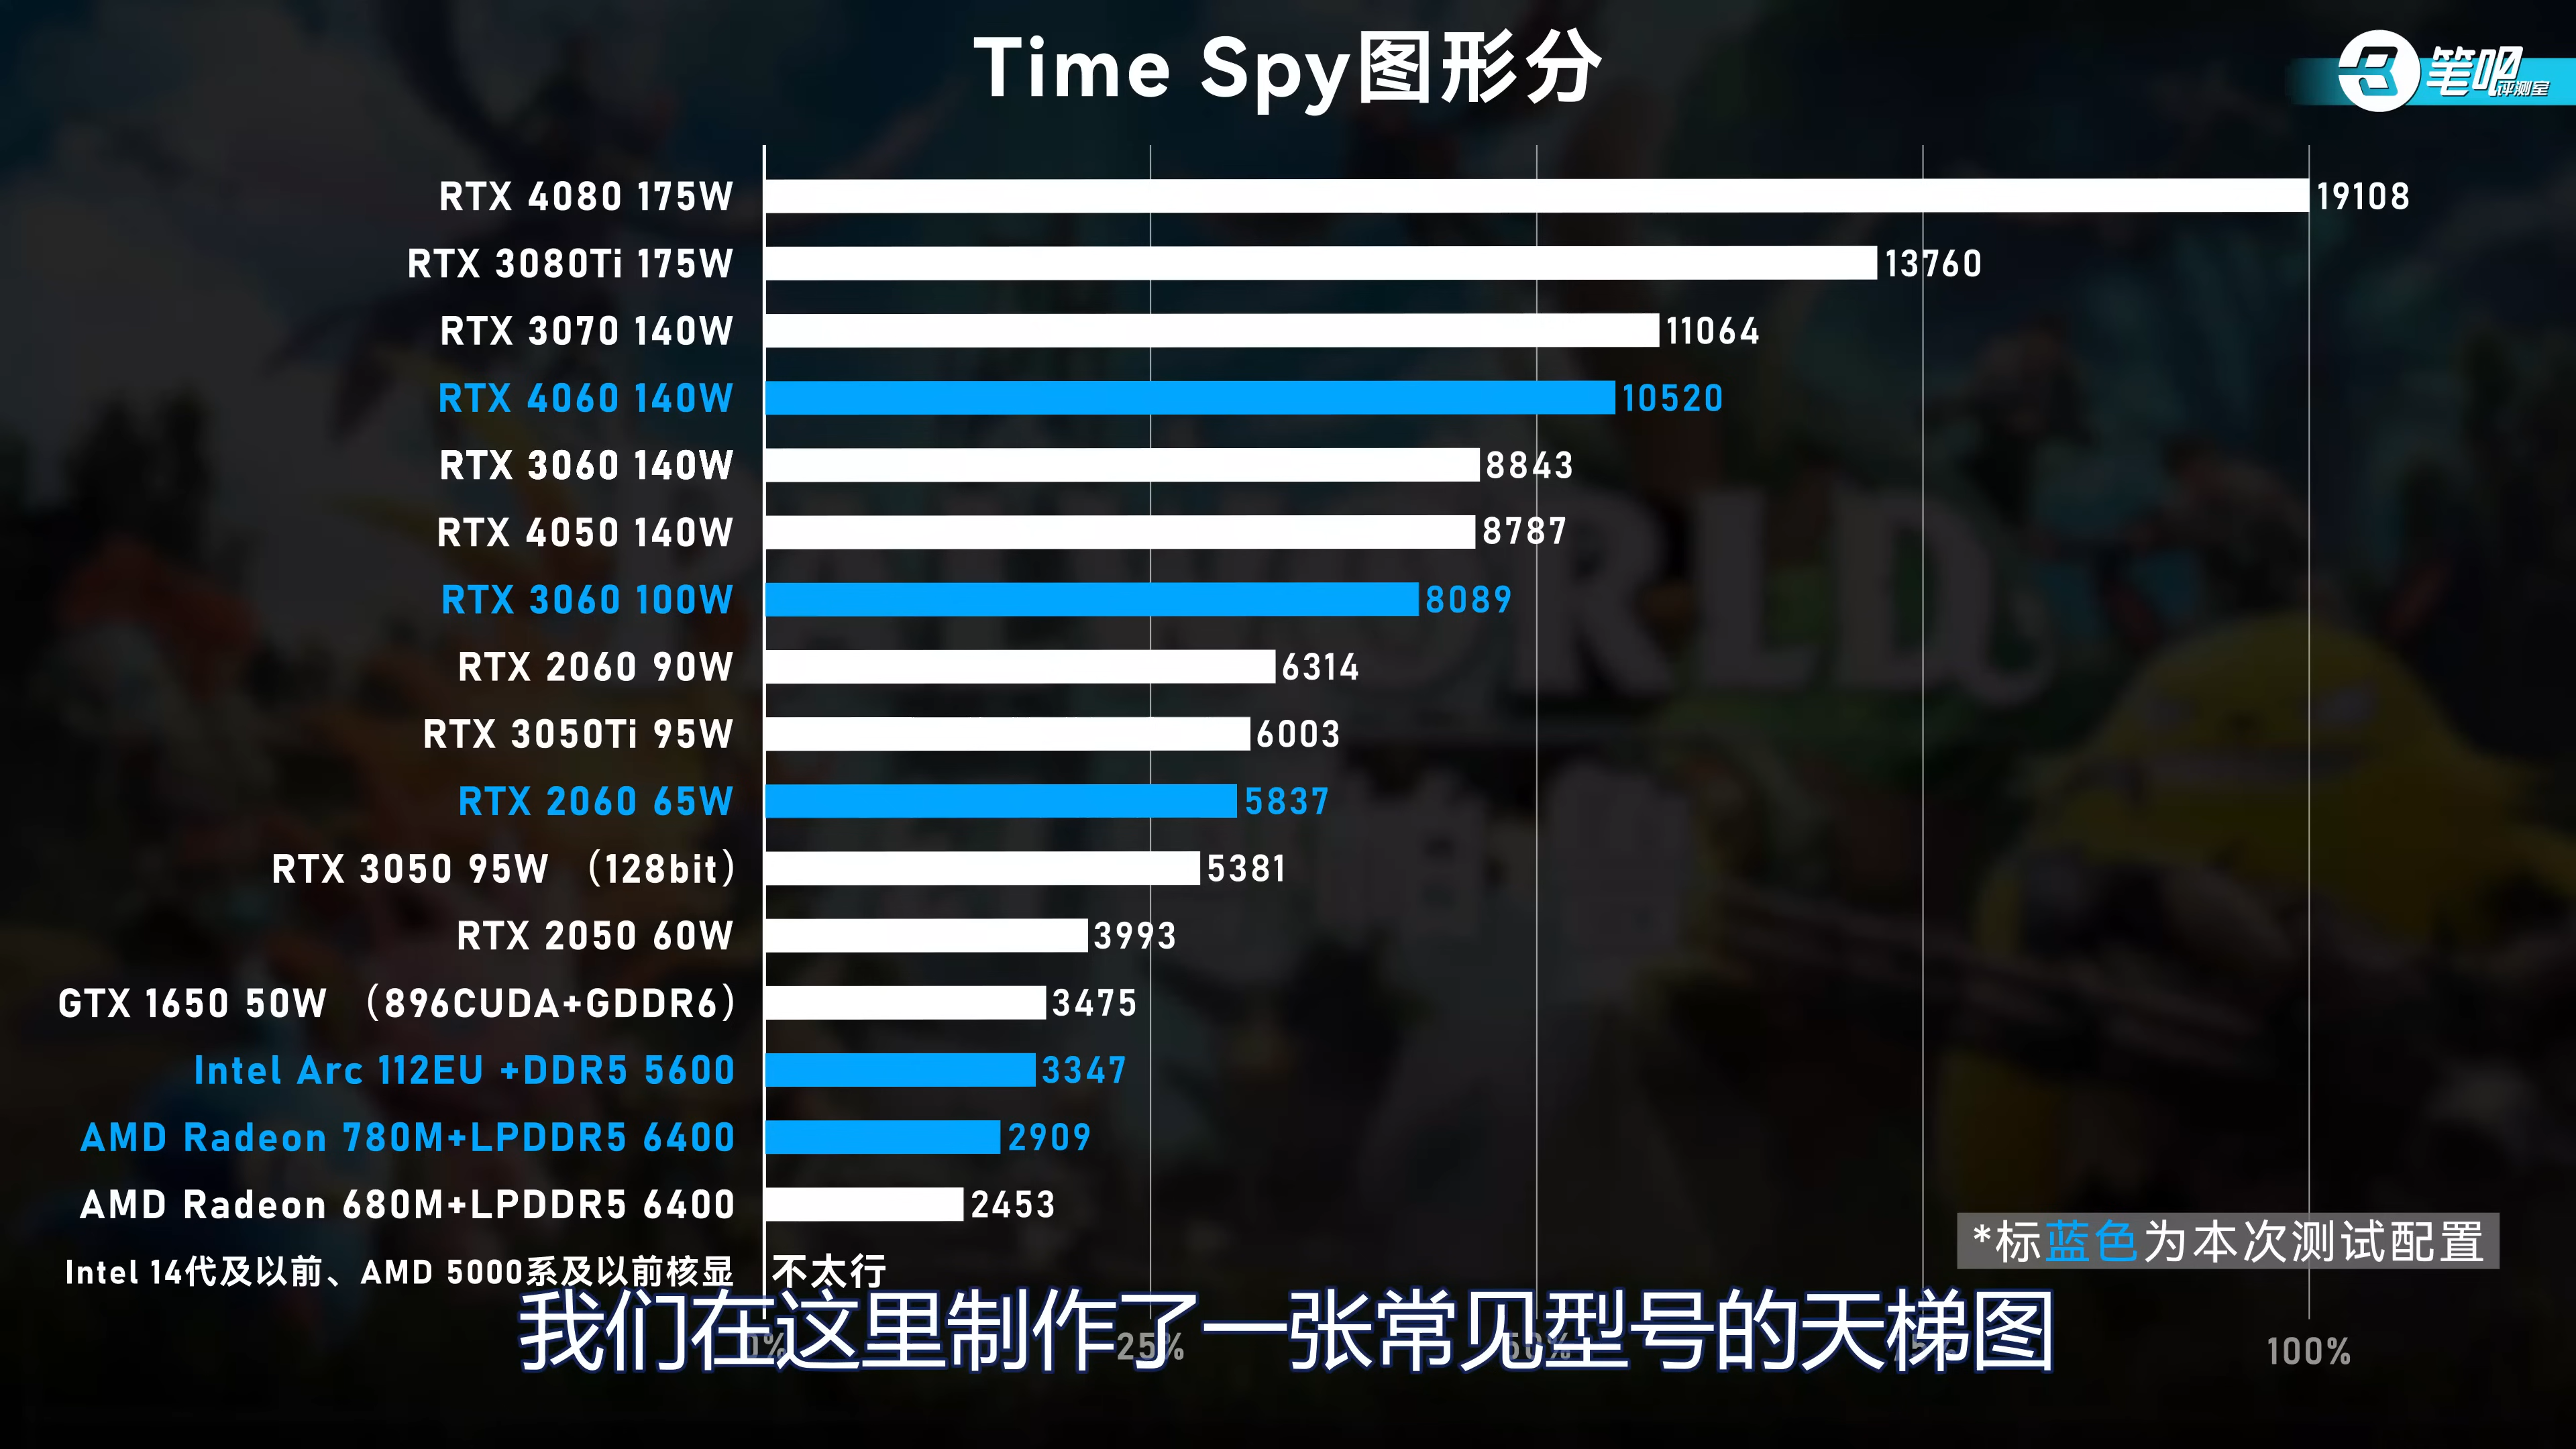 Time Spy图形分
笔吧评测室
RTX 4080 175W 19108
RTX 3080Ti 175W 13760
RTX 3070 140W 11064
RTX 4060 140W 10520
RTX 3060 140W 8843
RTX 4050 140W 8787
RTX 3060 100W 8089
RTX 2060 90W 6314
RTX 3050Ti 95W 6003
RTX 2060 65W 5837
RTX 3050 95W （128bit） 5381
RTX 2050 60W 3993
GTX 1650 50W （896CUDA+GDDR6） 3475
Intel Arc 112EU +DDR5 5600 3347
AMD Radeon 780M+LPDDR5 6400 2909
AMD Radeon 680M+LPDDR5 6400 2453
*标蓝色为本次测试配置
Intel 14代及以前、AMD 5000系及以前核显 不太行
我们在这里制作了一张常见型号的天梯图
0% 25% 50% 75% 100%